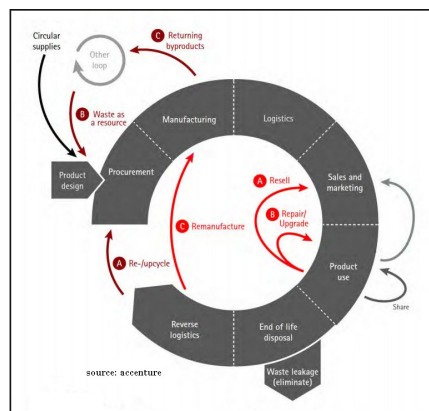 Circular
supplies
Other
loop
C Returning
byproducts
B Waste as
a resource
Manufacturing
Logistics
Product
design
Procurement
Sales and
marketing
A Resell
B Repair/
Upgrade
C Remanufacture
A Re-/upcycle
Product
use
Share
Reverse
logistics
End of life
disposal
source: accenture
Waste leakage
(eliminate)